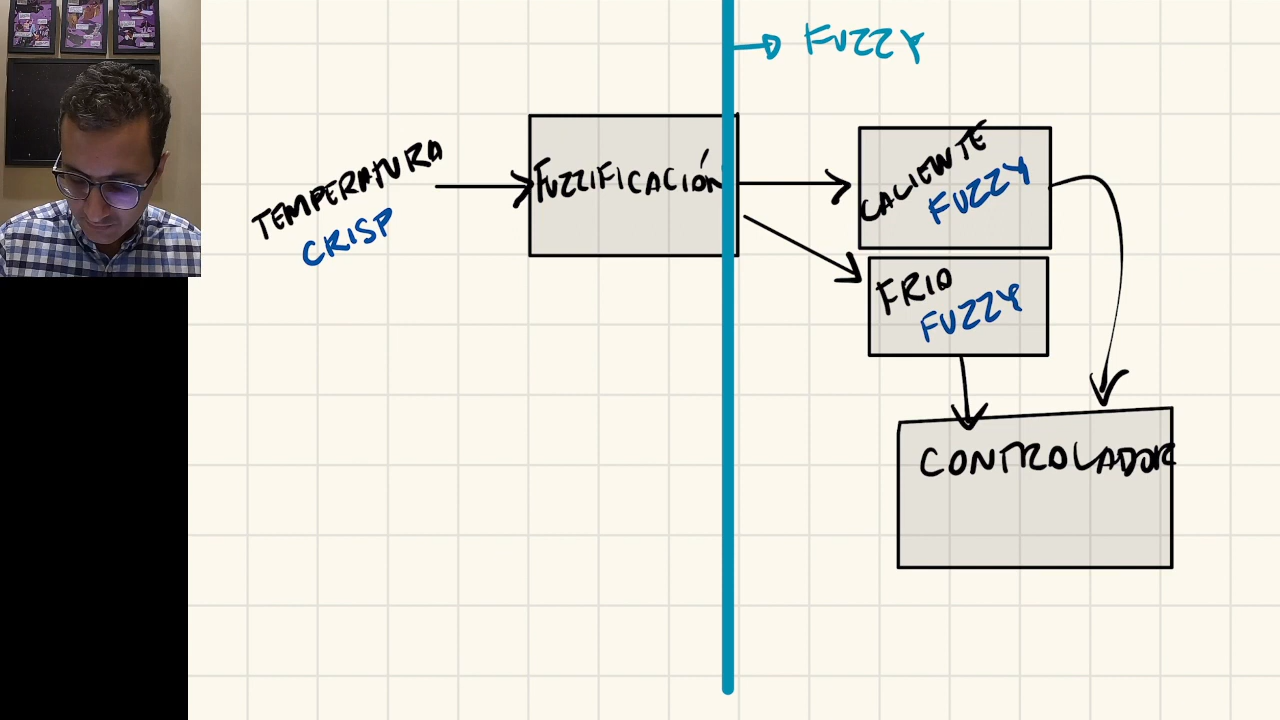 FUZZY
TEMPERATURA
CRISP
FUZZIFICACIÓN
CALIENTE
FUZZY
FRIO
FUZZY
CONTROLADOR